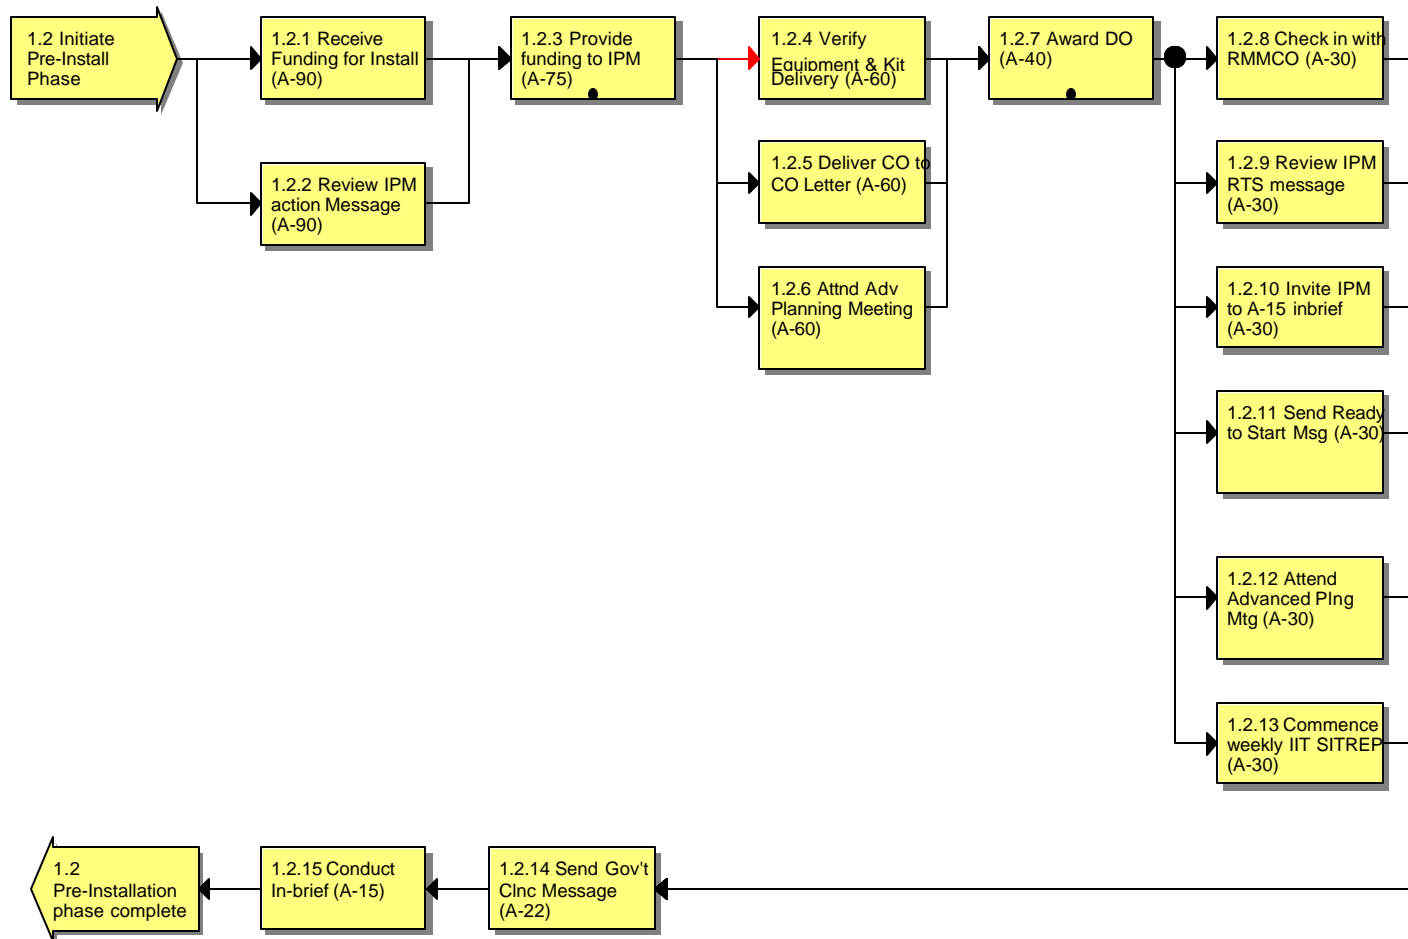 1.2 Initiate
Pre-Install
Phase
1.2.1 Receive
Funding for Install
(A-90)
1.2.2 Review IPM
action Message
(A-90)
1.2.3 Provide
funding to IPM
(A-75)
1.2.4 Verify
Equipment & Kit
Delivery (A-60)
1.2.5 Deliver CO to
CO Letter (A-60)
1.2.6 Attnd Adv
Planning Meeting
(A-60)
1.2.7 Award DO
(A-40)
1.2.8 Check in with
RMMCO (A-30)
1.2.9 Review IPM
RTS message
(A-30)
1.2.10 Invite IPM
to A-15 inbrief
(A-30)
1.2.11 Send Ready
to Start Msg (A-30)
1.2.12 Attend
Advanced Plng
Mtg (A-30)
1.2.13 Commence
weekly IIT SITREP
(A-30)
1.2.14 Send Gov't
Clnc Message
(A-22)
1.2.15 Conduct
In-brief (A-15)
1.2
Pre-Installation
phase complete